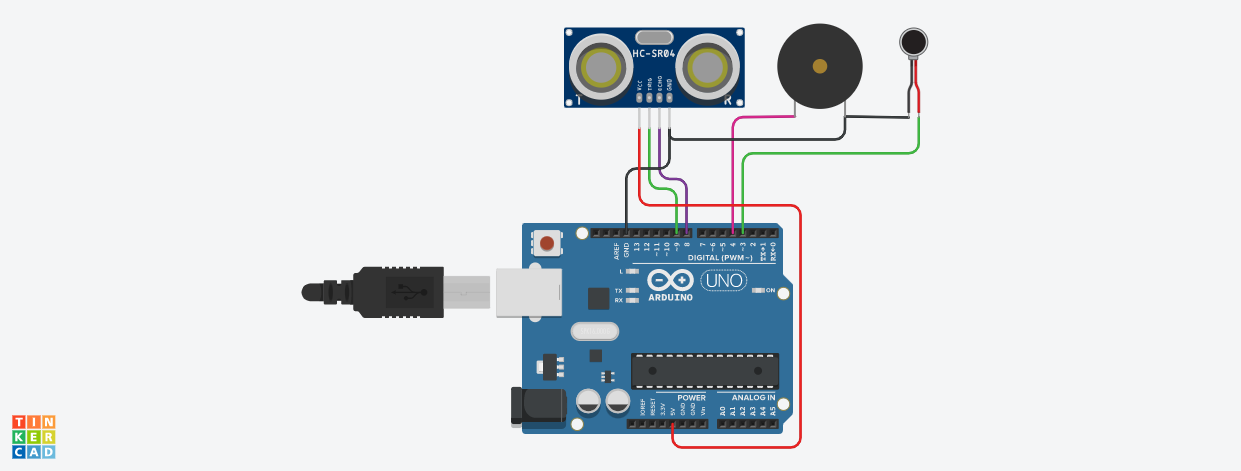 HC-SR04
VCC
TRIG
ECHO
GND
T
R
AREF
GND
13
12
~11
~10
~9
8
7
~6
~5
4
~3
2
TX→1
RX←0
DIGITAL (PWM~)
L
TX
RX
UNO
ON
ARDUINO
POWER
ANALOG IN
IOREF
RESET
3.3V
5V
GND
GND
Vin
A0
A1
A2
A3
A4
A5
TIN
KER
CAD